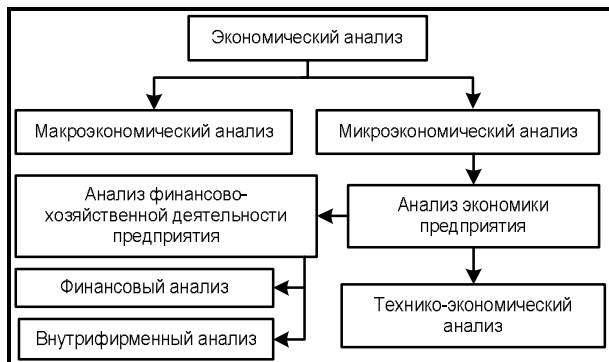 Экономический анализ
Макроэкономический анализ
Микроэкономический анализ
Анализ финансово-
хозяйственной деятельности
предприятия
Анализ экономики
предприятия
Финансовый анализ
Технико-экономический
анализ
Внутрифирменный анализ